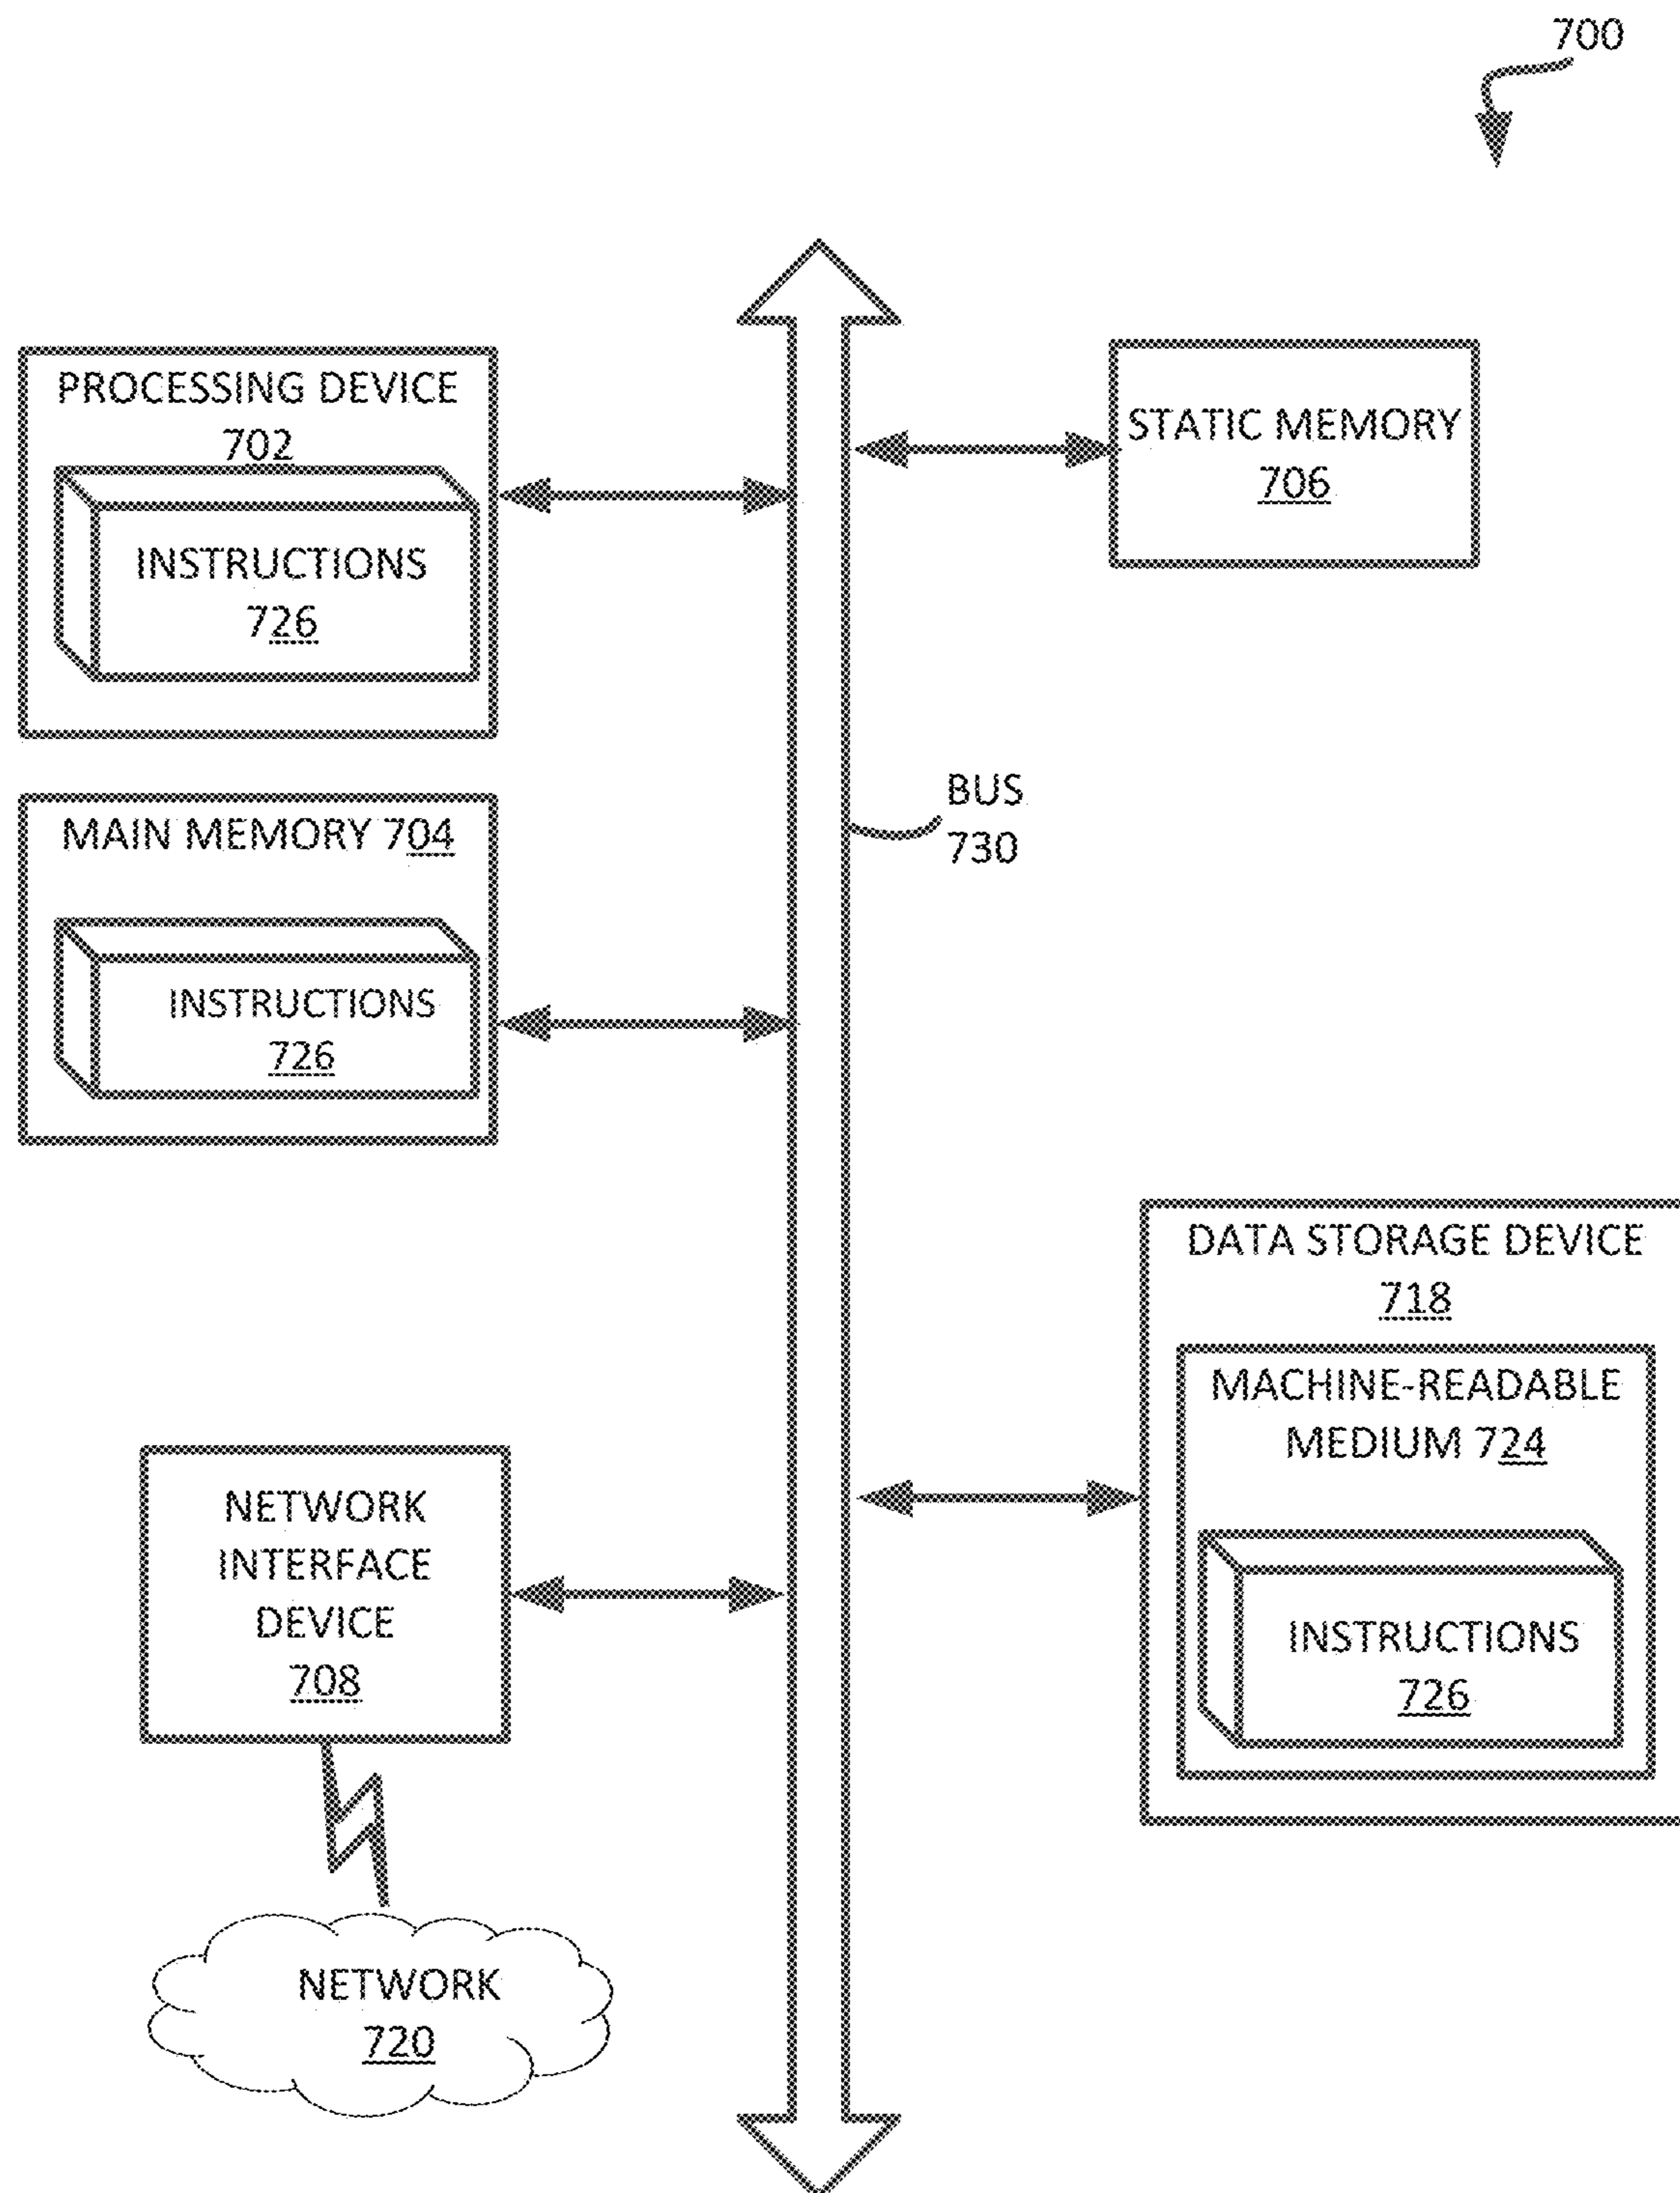 700
PROCESSING DEVICE
702
INSTRUCTIONS
726
STATIC MEMORY
706
MAIN MEMORY 704
INSTRUCTIONS
726
BUS
730
DATA STORAGE DEVICE
718
MACHINE-READABLE
MEDIUM 724
INSTRUCTIONS
726
NETWORK
INTERFACE
DEVICE
708
NETWORK
720